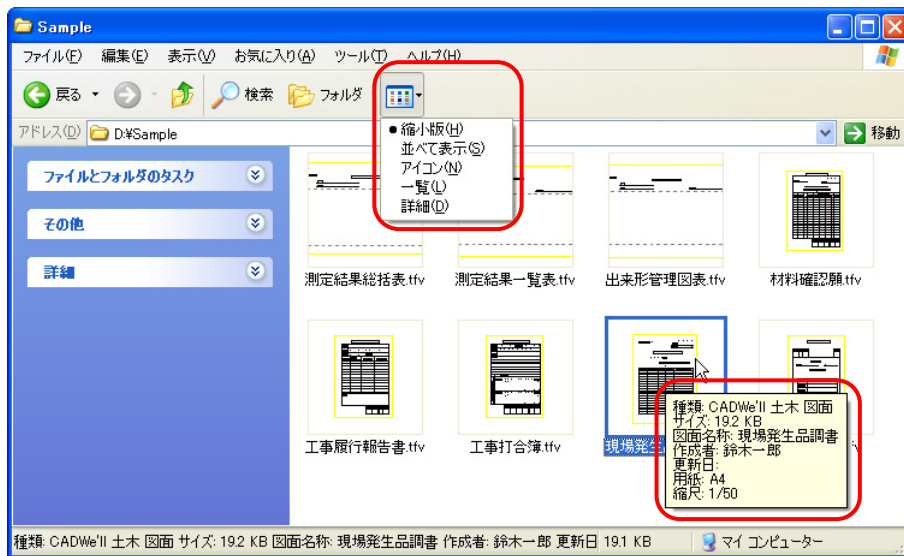 Sample
ファイル(F) 編集(E) 表示(V) お気に入り(A) ツール(T) ヘルプ(H)
戻る 検索 フォルダ
アドレス(D) D:¥Sample 移動
縮小版(H)
並べて表示(S)
アイコン(N)
一覧(L)
詳細(D)
ファイルとフォルダのタスク
その他
詳細
測定結果総括表.tfv 測定結果一覧表.tfv 出来形管理図表.tfv 材料確認願.tfv
工事履行報告書.tfv 工事打合簿.tfv 現場発生
種類: CADWe'll 土木 図面
サイズ: 19.2 KB
図面名称: 現場発生品調書
作成者: 鈴木一郎
更新日:
用紙: A4
縮尺: 1/50
種類: CADWe'll 土木 図面 サイズ: 19.2 KB 図面名称: 現場発生品調書 作成者: 鈴木一郎 更新日 19.1 KB マイ コンピューター